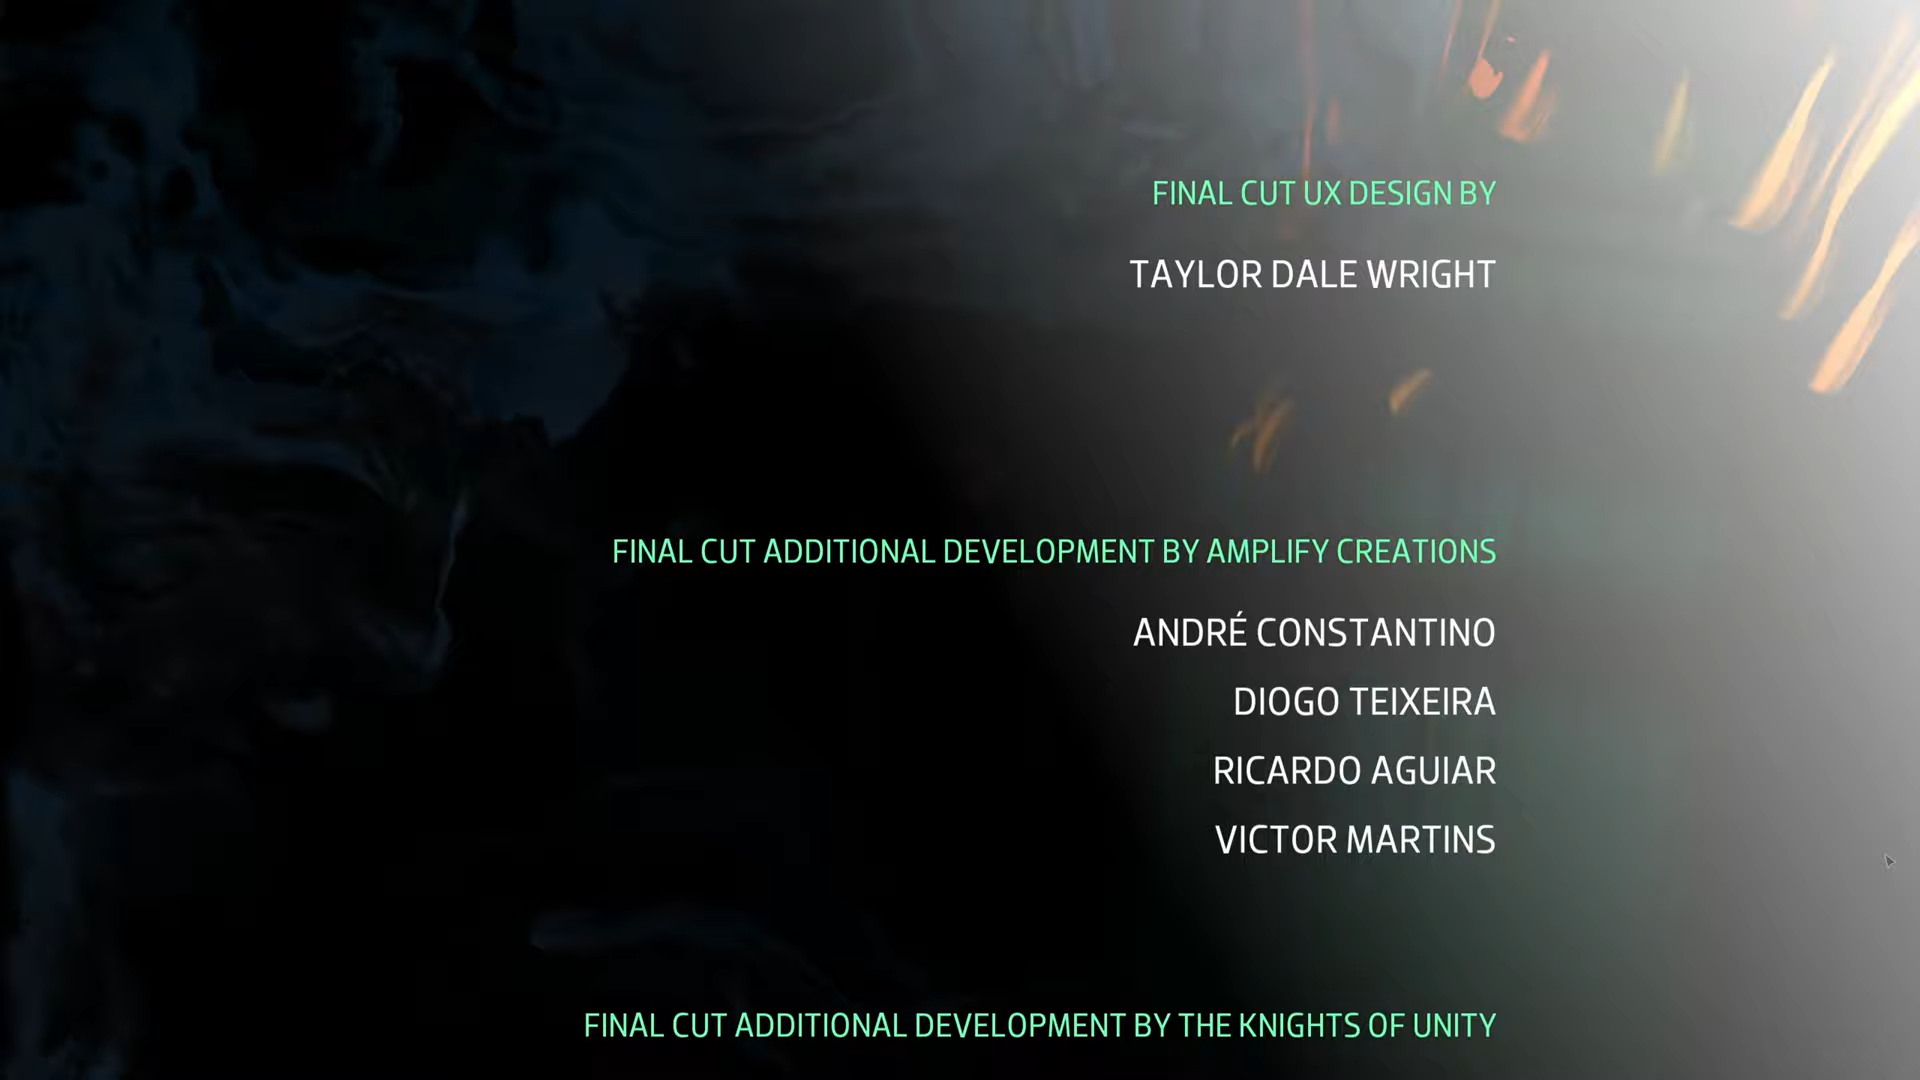 FINAL CUT UX DESIGN BY
TAYLOR DALE WRIGHT
FINAL CUT ADDITIONAL DEVELOPMENT BY AMPLIFY CREATIONS
ANDRÉ CONSTANTINO
DIOGO TEIXEIRA
RICARDO AGUIAR
VICTOR MARTINS
FINAL CUT ADDITIONAL DEVELOPMENT BY THE KNIGHTS OF UNITY